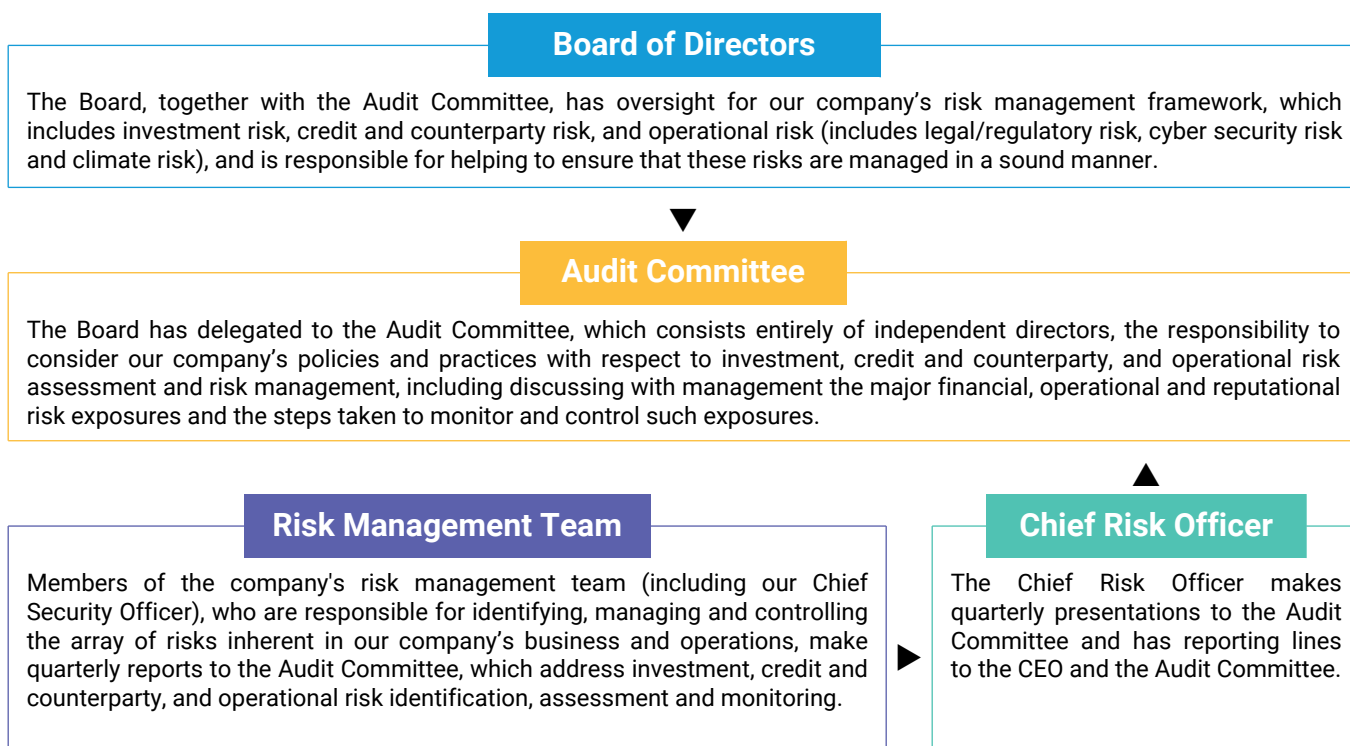 Board of Directors
The Board, together with the Audit Committee, has oversight for our company’s risk management framework, which
includes investment risk, credit and counterparty risk, and operational risk (includes legal/regulatory risk, cyber security risk
and climate risk), and is responsible for helping to ensure that these risks are managed in a sound manner.
Audit Committee
The Board has delegated to the Audit Committee, which consists entirely of independent directors, the responsibility to
consider our company’s policies and practices with respect to investment, credit and counterparty, and operational risk
assessment and risk management, including discussing with management the major financial, operational and reputational
risk exposures and the steps taken to monitor and control such exposures.
Risk Management Team
Members of the company's risk management team (including our Chief
Security Officer), who are responsible for identifying, managing and controlling
the array of risks inherent in our company’s business and operations, make
quarterly reports to the Audit Committee, which address investment, credit and
counterparty, and operational risk identification, assessment and monitoring.
Chief Risk Officer
The Chief Risk Officer makes
quarterly presentations to the Audit
Committee and has reporting lines
to the CEO and the Audit Committee.